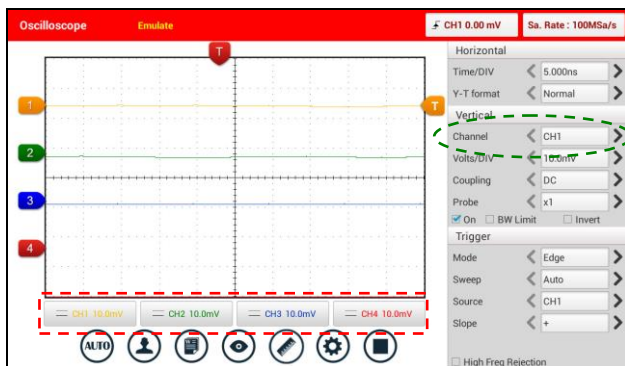 Oscilloscope Emulate CH1 0.00 mV Sa. Rate : 100MSa/s
T
Horizontal
Time/DIV 5.000ns
Y-T format Normal
1 T
Vertical
Channel CH1
2
Volts/DIV 10.0mV
Coupling DC
3
Probe x1
On BW Limit Invert
Trigger
4
Mode Edge
Sweep Auto
CH1 10.0mV CH2 10.0mV CH3 10.0mV CH4 10.0mV
Source CH1
Slope +
AUTO
High Freq Rejection